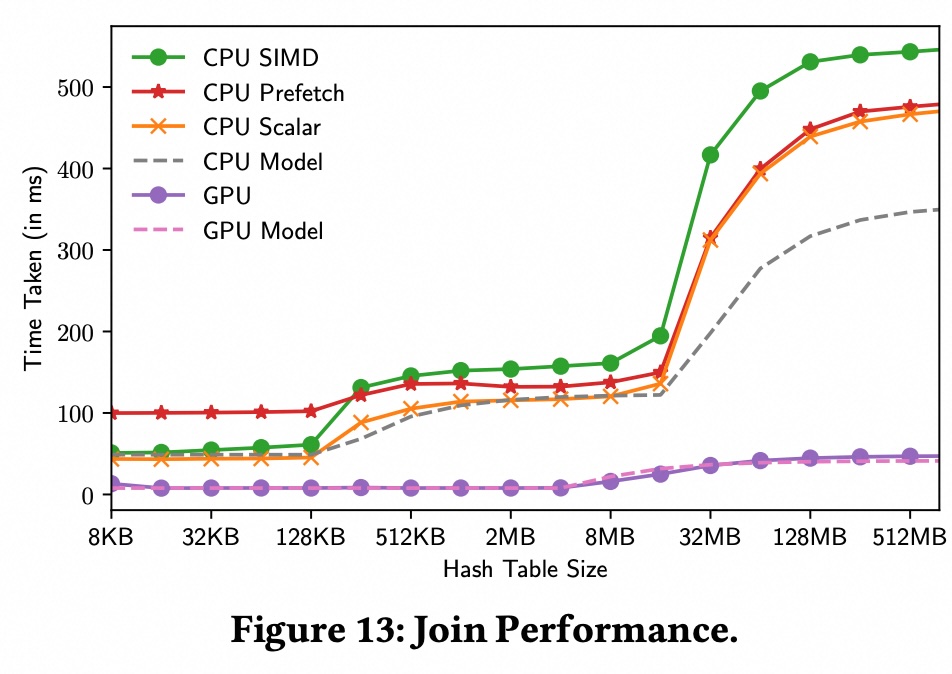 CPU SIMD
CPU Prefetch
CPU Scalar
CPU Model
GPU
GPU Model
Time Taken (in ms)
500
400
300
200
100
0
8KB 32KB 128KB 512KB 2MB 8MB 32MB 128MB 512MB
Hash Table Size
Figure 13: Join Performance.